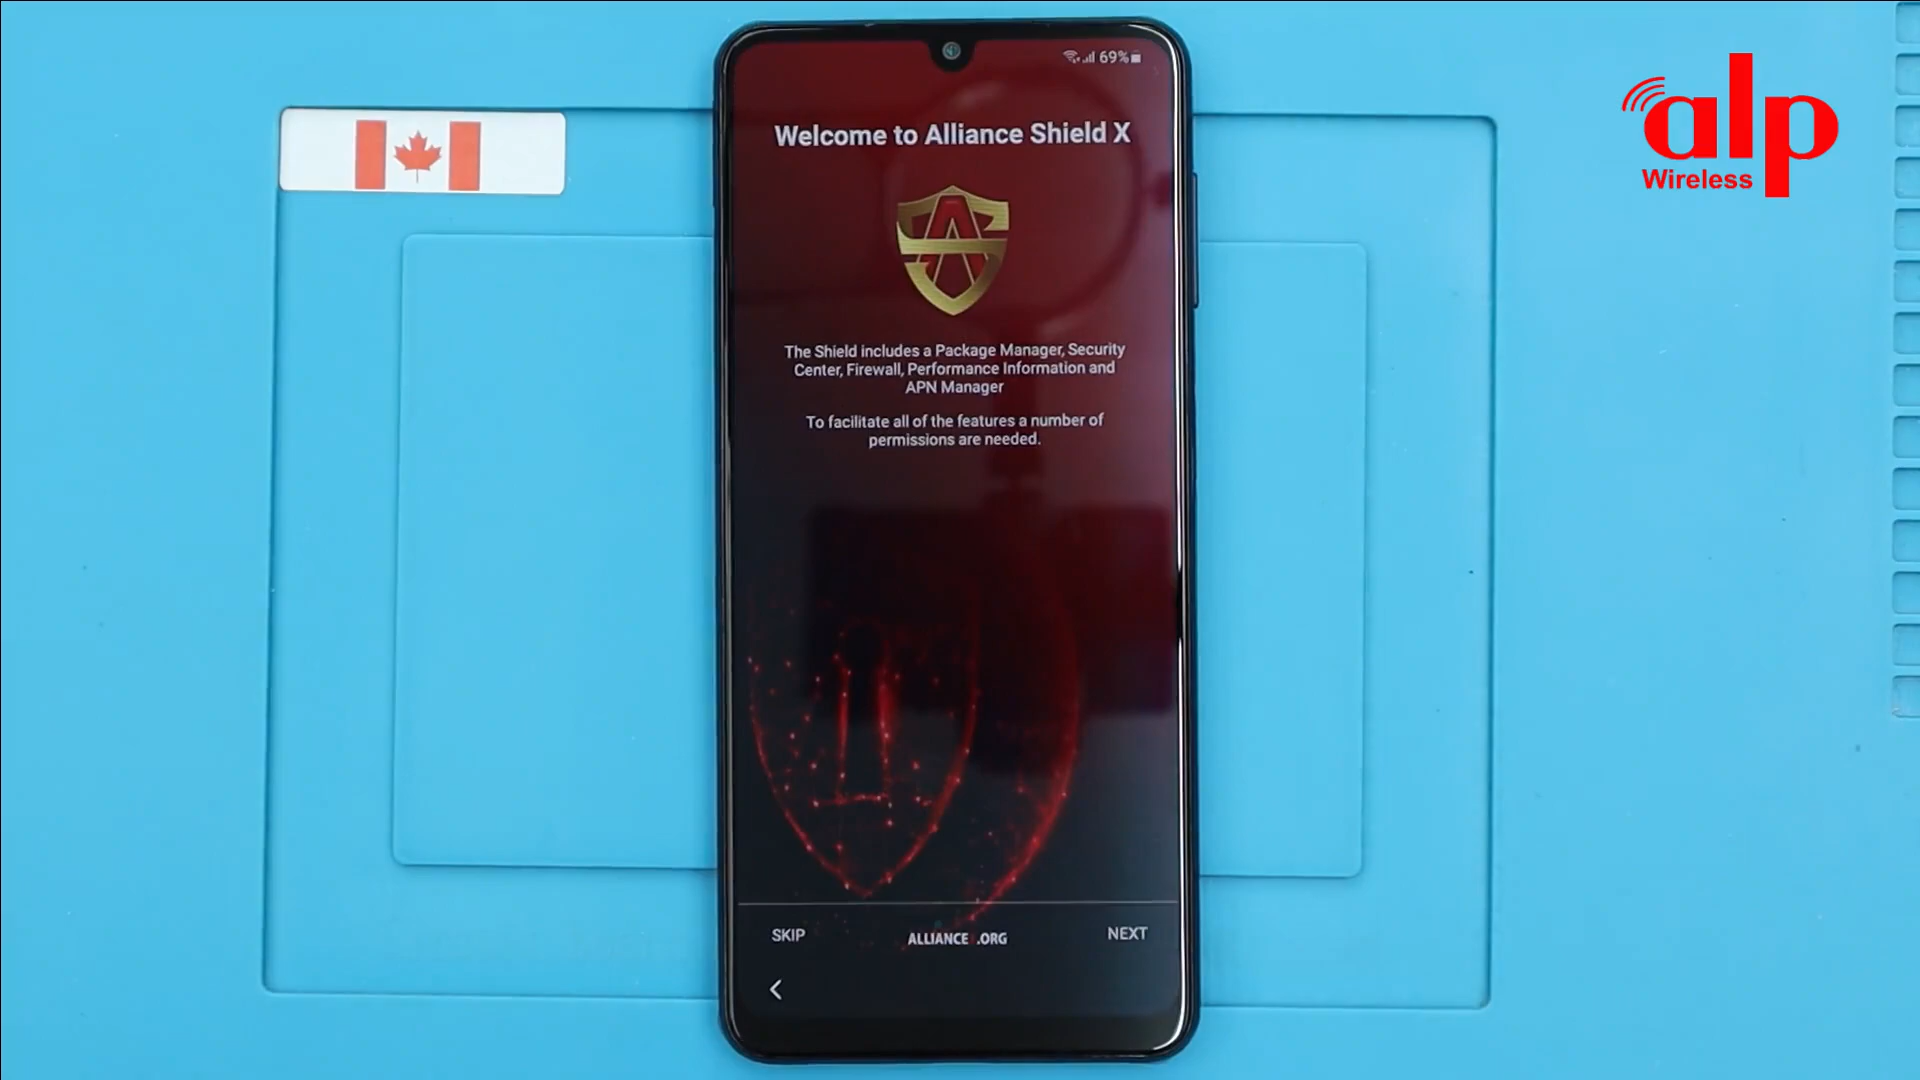 69%
alp
Wireless
Welcome to Alliance Shield X
The Shield includes a Package Manager, Security
Center, Firewall, Performance Information and
APN Manager
To facilitate all of the features a number of
permissions are needed.
SKIP
ALLIANCEX.ORG
NEXT